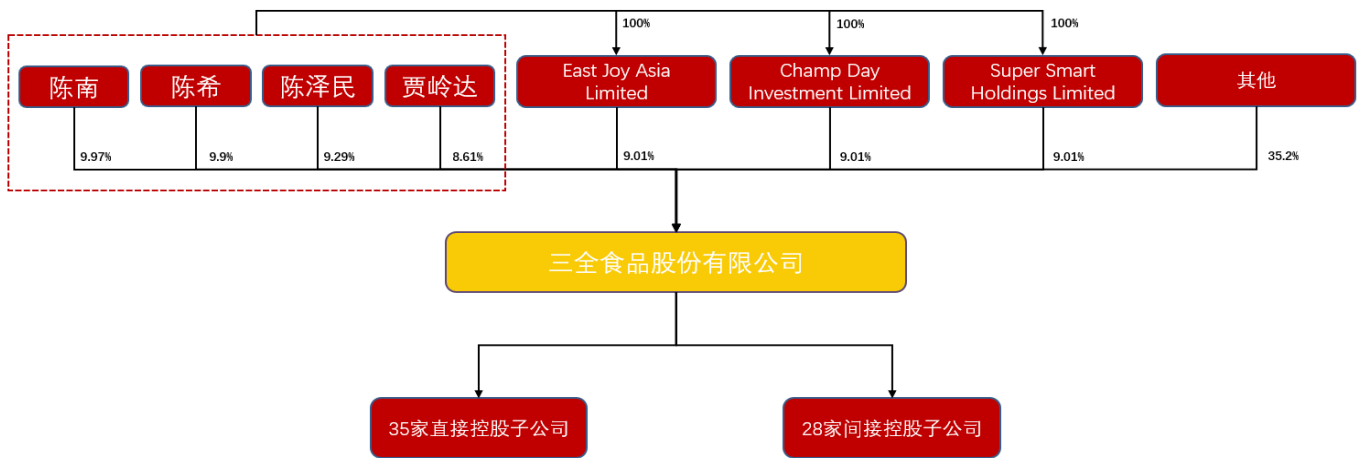 100%
100%
100%
陈南
陈希
陈泽民
贾岭达
East Joy Asia
Limited
Champ Day
Investment Limited
Super Smart
Holdings Limited
其他
9.97%
9.9%
9.29%
8.61%
9.01%
9.01%
9.01%
35.2%
三全食品股份有限公司
35家直接控股子公司
28家间接控股子公司